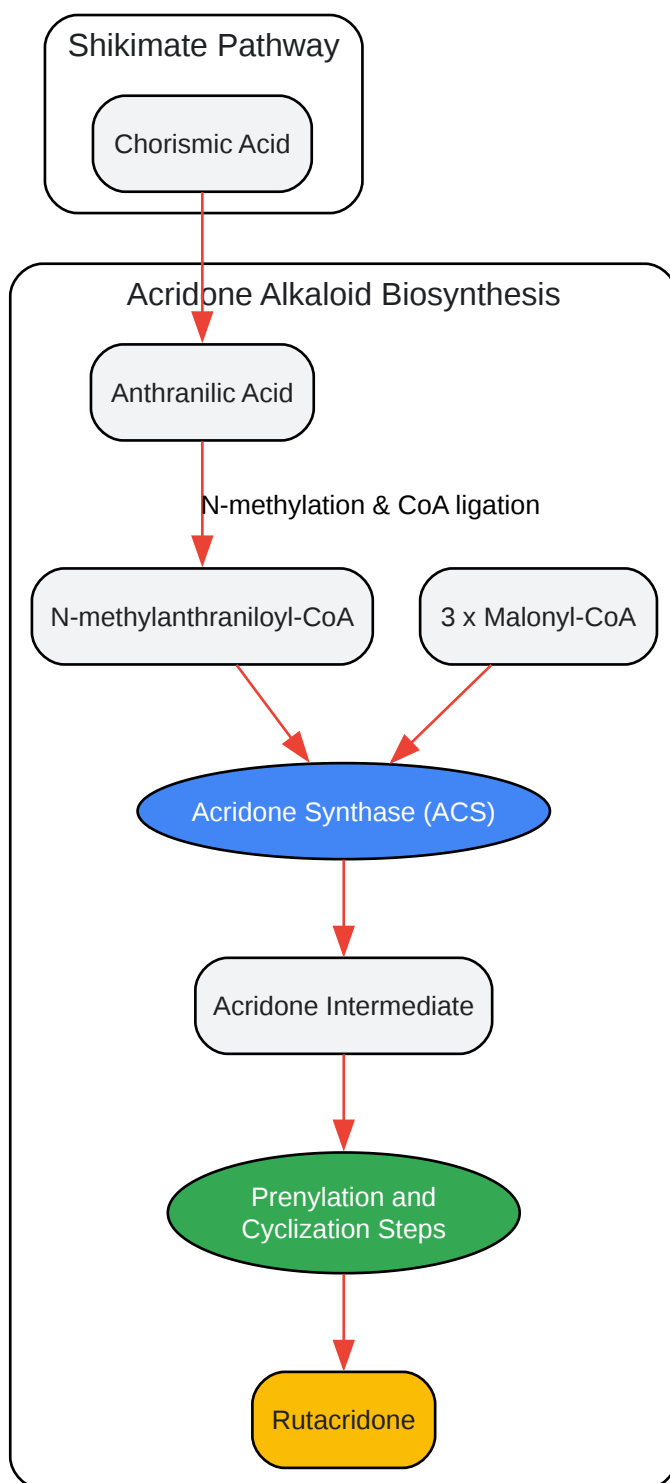 Shikimate Pathway
Chorismic Acid
Acridone Alkaloid Biosynthesis
Anthranilic Acid
N-methylation & CoA ligation
N-methylanthraniloyl-CoA
3 x Malonyl-CoA
Acridone Synthase (ACS)
Acridone Intermediate
Prenylation and
Cyclization Steps
Rutacridone